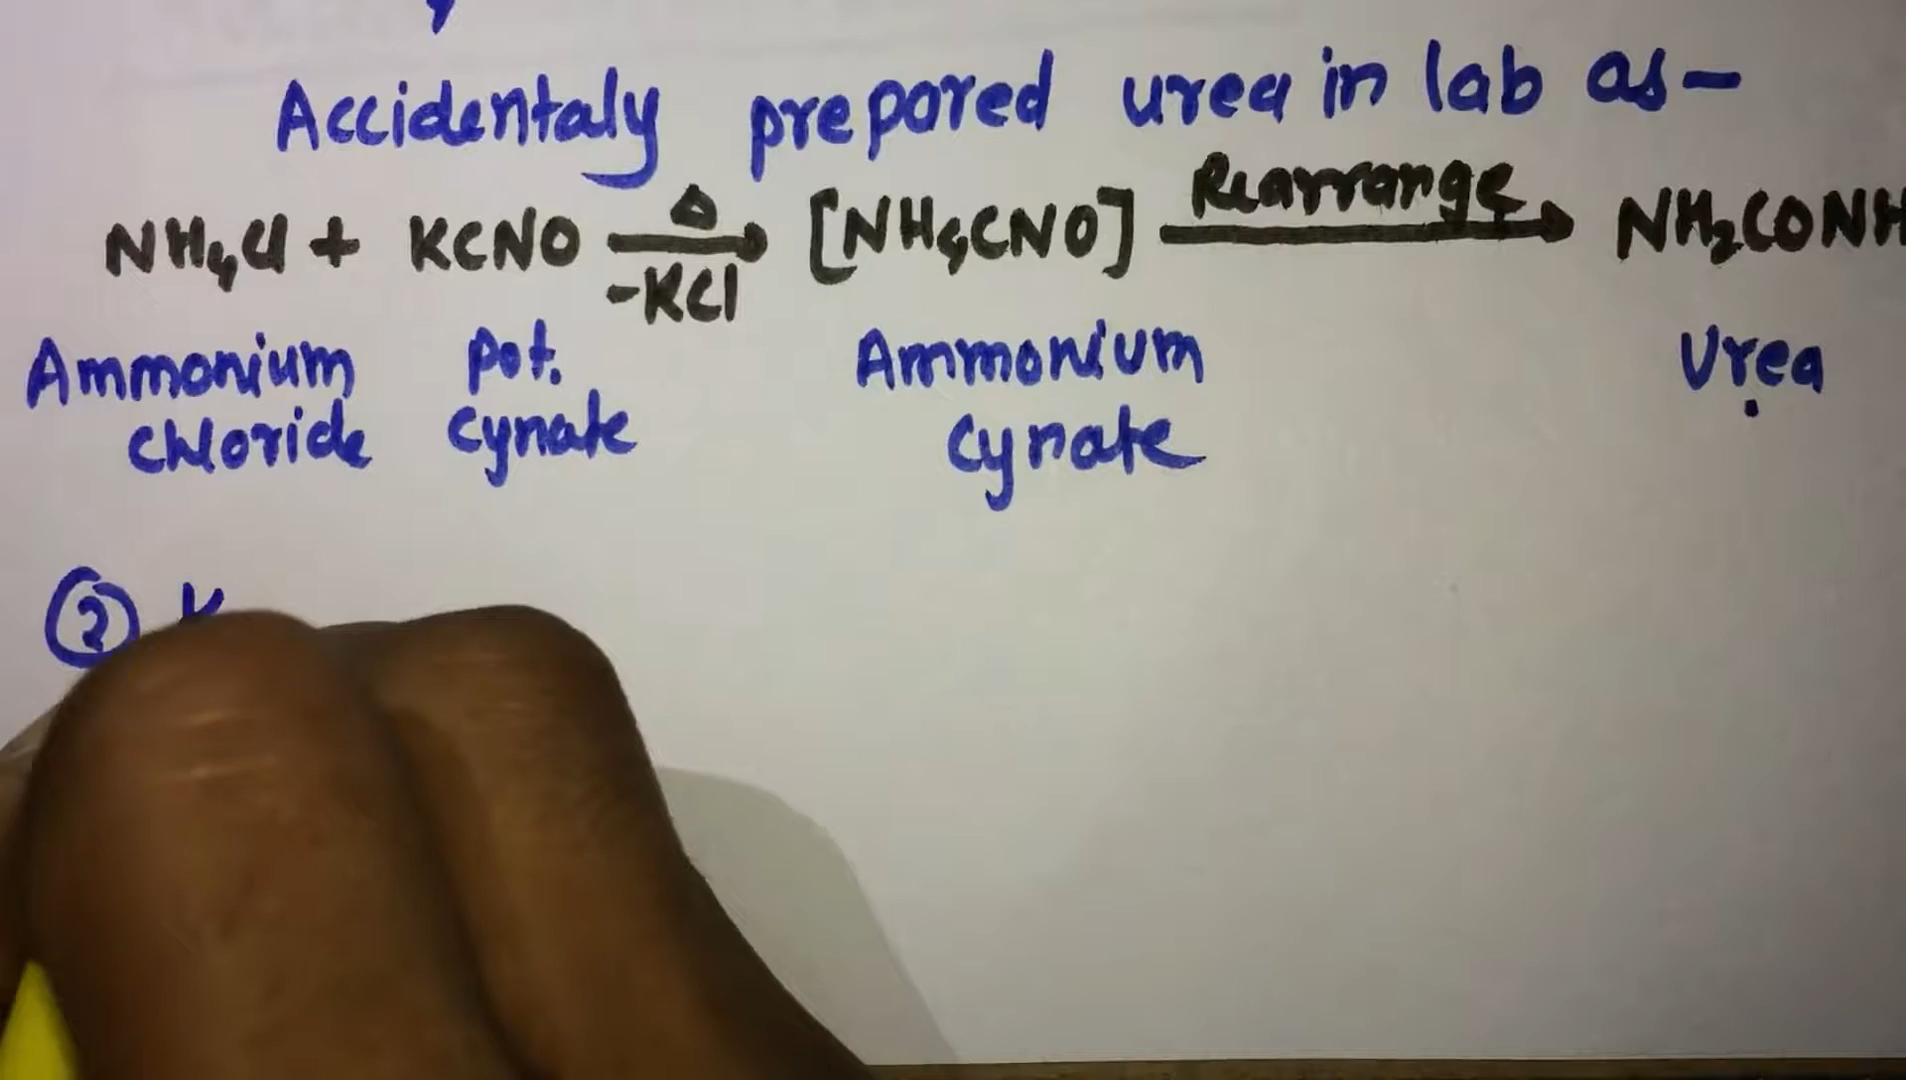 Accidentaly prepared urea in lab as-
NH₄Cl + KCNO Δ -KCl [NH₄CNO] Rearrange NH₂CONH
Ammonium Pot. Ammonium Urea
Chloride Cynate Cynate
② K